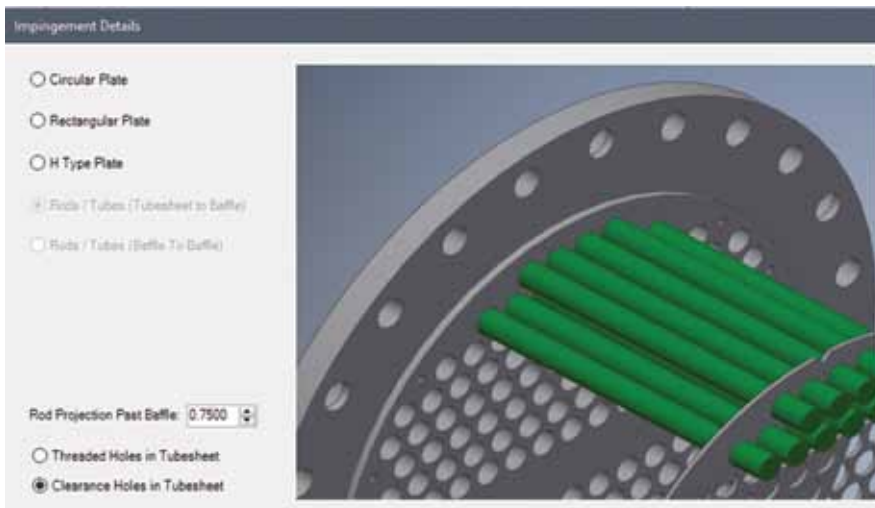 Impingement Details
Circular Plate
Rectangular Plate
H Type Plate
Rods / Tubes (Tubesheet to Baffle)
Rods / Tubes (Baffle To Baffle)
Rod Projection Past Baffle: 0.7500
Threaded Holes in Tubesheet
Clearance Holes in Tubesheet